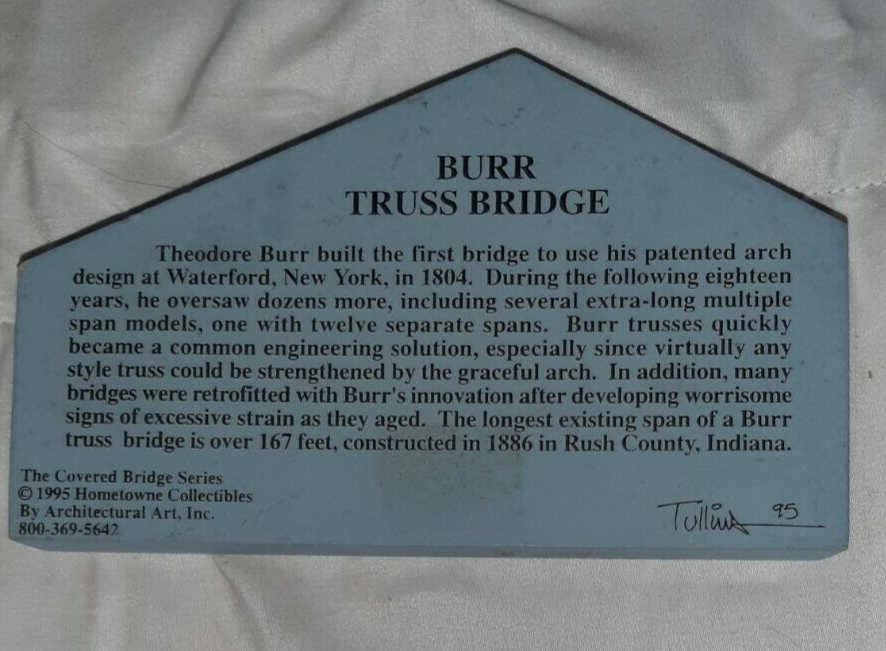 BURR
TRUSS BRIDGE
Theodore Burr built the first bridge to use his patented arch
design at Waterford, New York, in 1804. During the following eighteen
years, he oversaw dozens more, including several extra-long multiple
span models, one with twelve separate spans. Burr trusses quickly
became a common engineering solution, especially since virtually any
style truss could be strengthened by the graceful arch. In addition, many
bridges were retrofitted with Burr's innovation after developing worrisome
signs of excessive strain as they aged. The longest existing span of a Burr
truss bridge is over 167 feet, constructed in 1886 in Rush County, Indiana.
The Covered Bridge Series
© 1995 Hometowne Collectibles
By Architectural Art, Inc.
800-369-5642
95